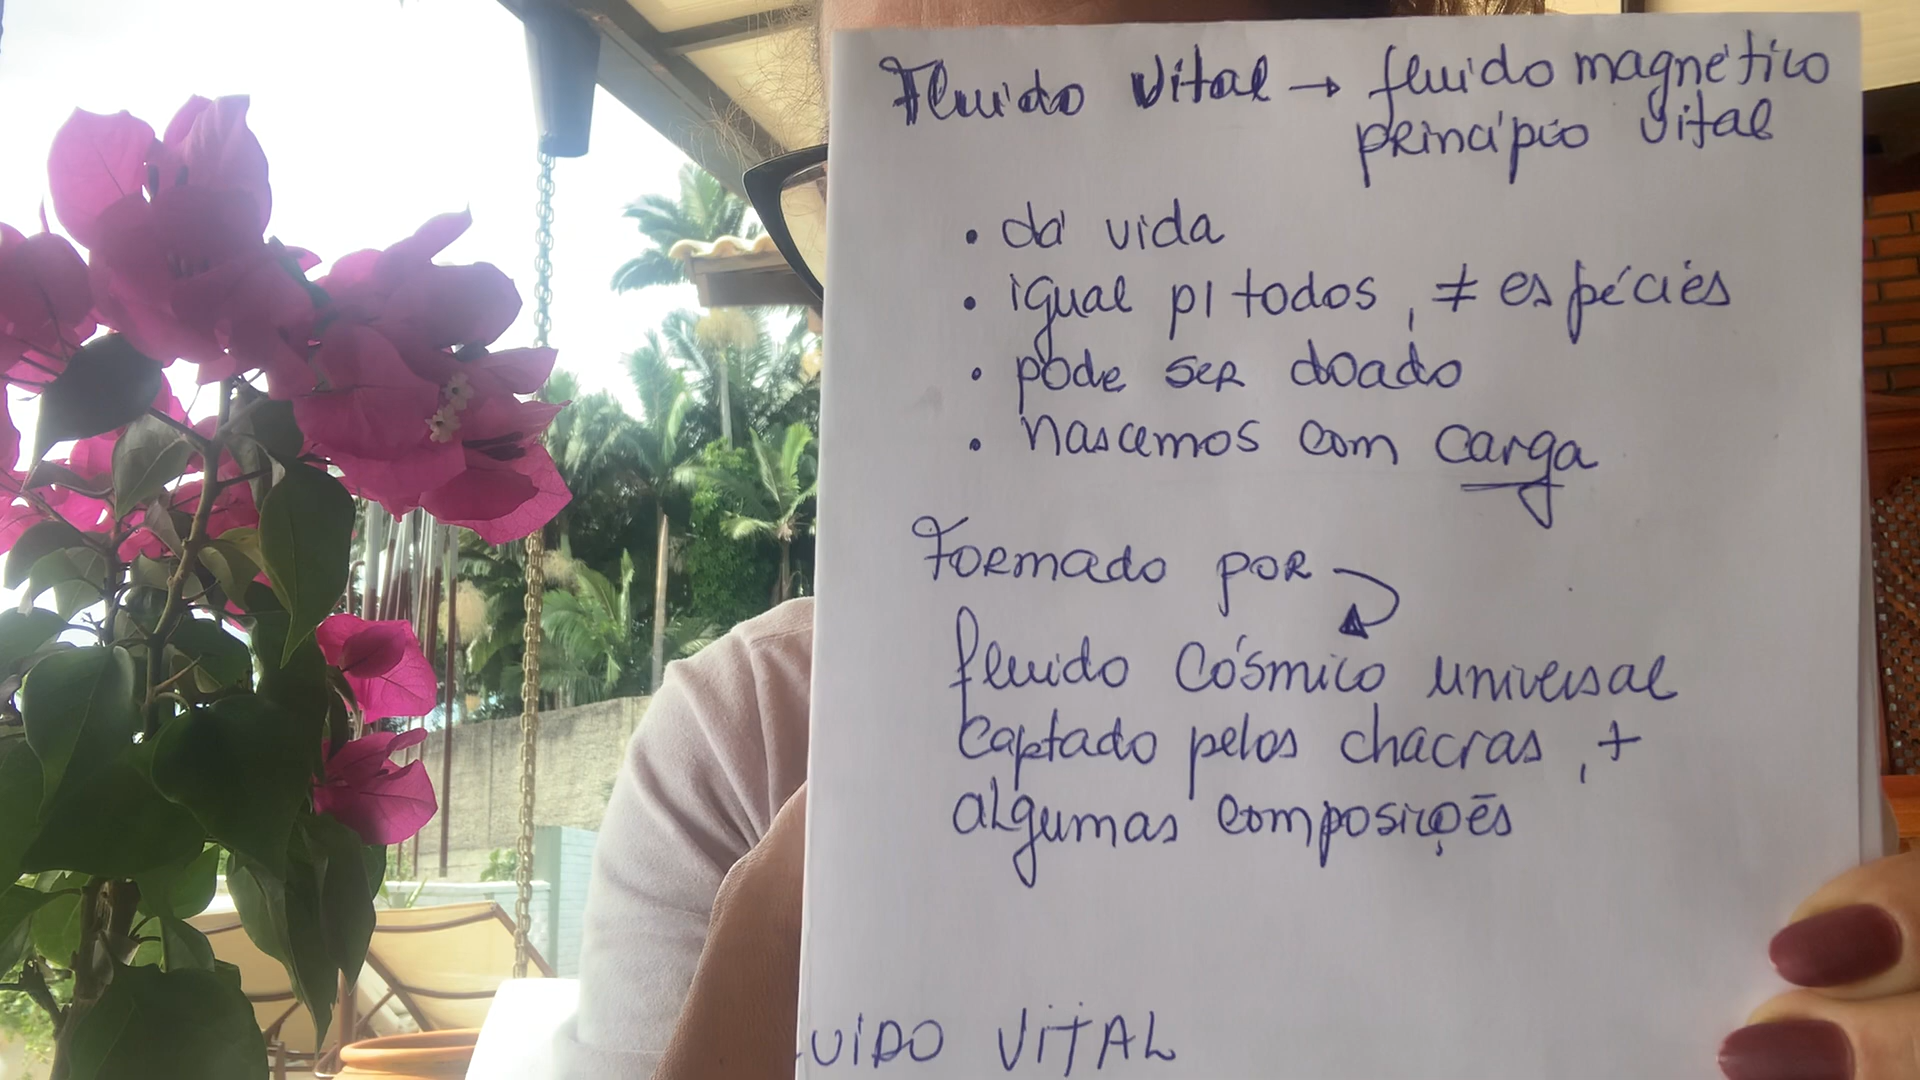 Fluido Vital → fluido magnético
princípio vital
• dá vida
• igual p/ todos, ≠ espécies
• pode ser doado
• nascemos com carga
Formado por
fluido cósmico universal
captado pelos chacras, +
algumas composições
UIDO VITAL